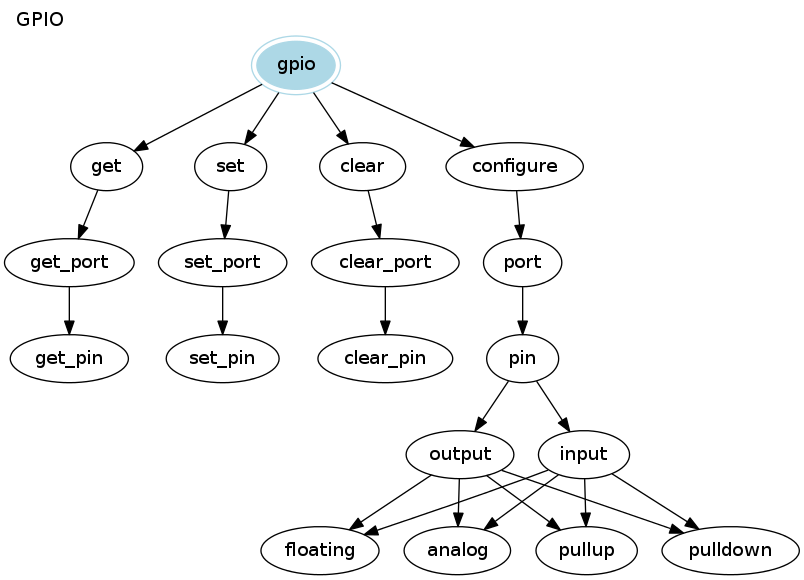 GPIO
gpio
get set clear configure
get_port set_port clear_port port
get_pin set_pin clear_pin pin
output input
floating analog pullup pulldown